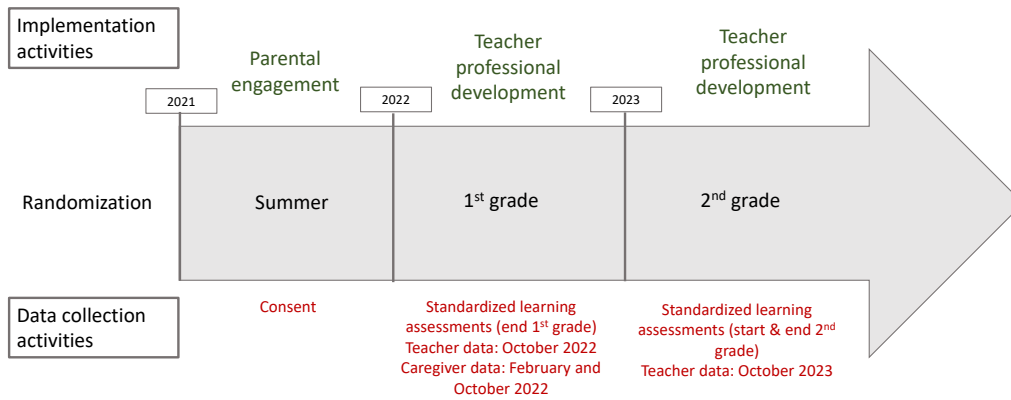 Implementation
activities
Parental
engagement
Teacher
professional
development
Teacher
professional
development
2021
2022
2023
Randomization
Summer
1st grade
2nd grade
Data collection
activities
Consent
Standardized learning
assessments (end 1st grade)
Teacher data: October 2022
Caregiver data: February and
October 2022
Standardized learning
assessments (start & end 2nd
grade)
Teacher data: October 2023